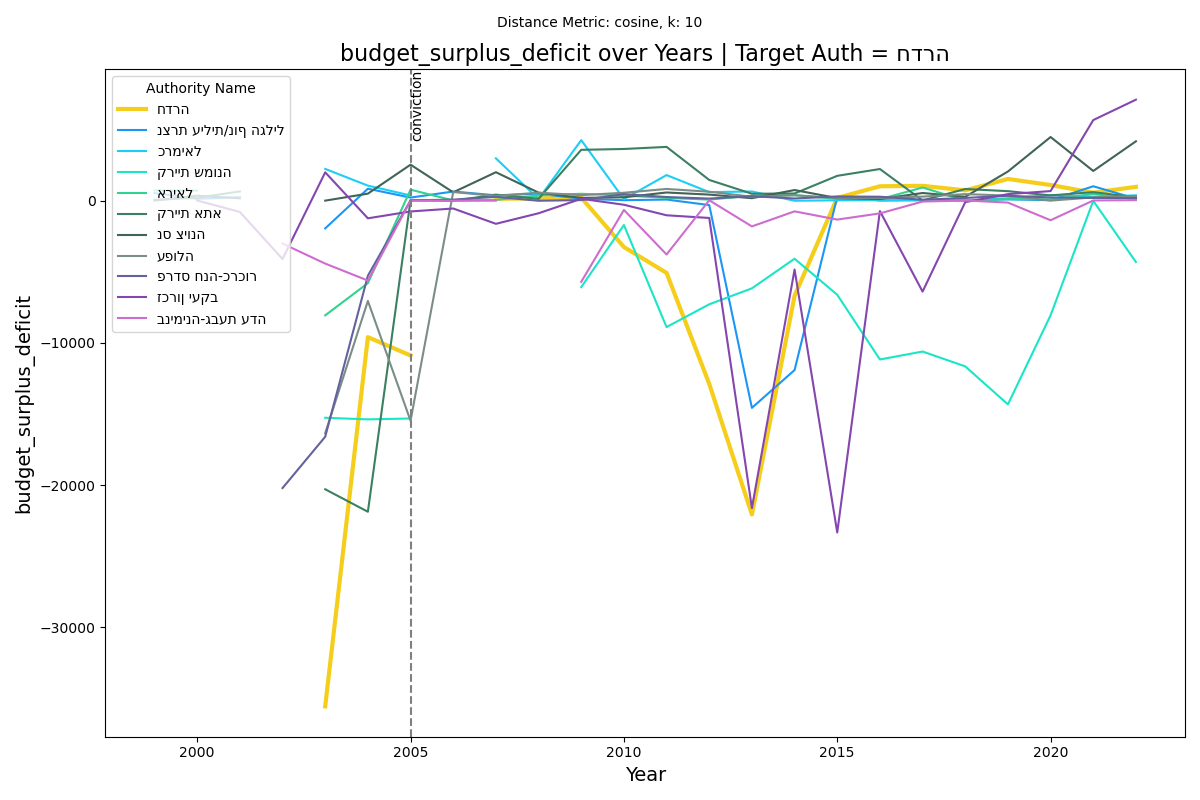 Distance Metric: cosine, k: 10
budget_surplus_deficit over Years | Target Auth = חדרה
conviction
Authority Name
חדרה
נצרת עילית/נוף הגליל
כרמיאל
קריית שמונה
אריאל
קריית אתא
נס ציונה
עפולה
פרדס חנה-כרכור
זכרון יעקב
בנימינה-גבעת עדה
budget_surplus_deficit
0
−10000
−20000
−30000
2000
2005
2010
2015
2020
Year